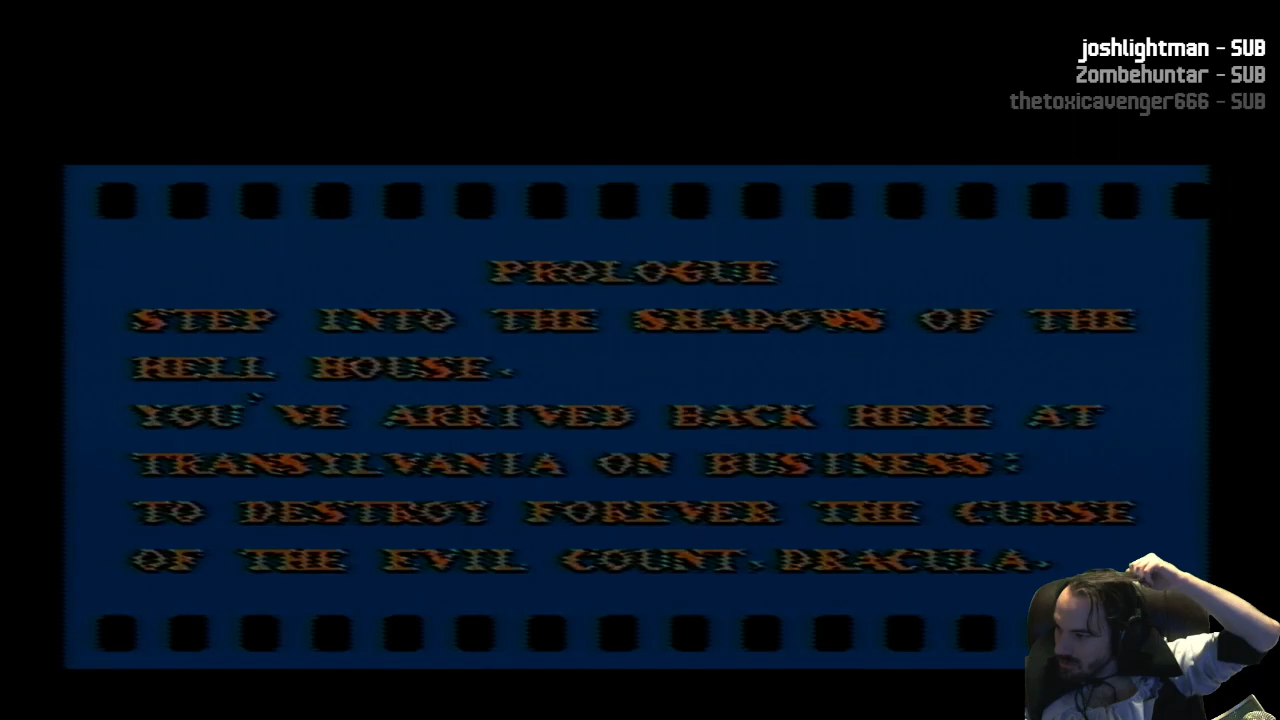 joshlightman - SUB
Zombehuntar - SUB
thetoxicavenger666 - SUB
PROLOGUE
STEP INTO THE SHADOWS OF THE
HELL HOUSE.
YOU'VE ARRIVED BACK HERE AT
TRANSYLVANIA ON BUSINESS:
TO DESTROY FOREVER THE CURSE
OF THE EVIL COUNT,DRACULA.